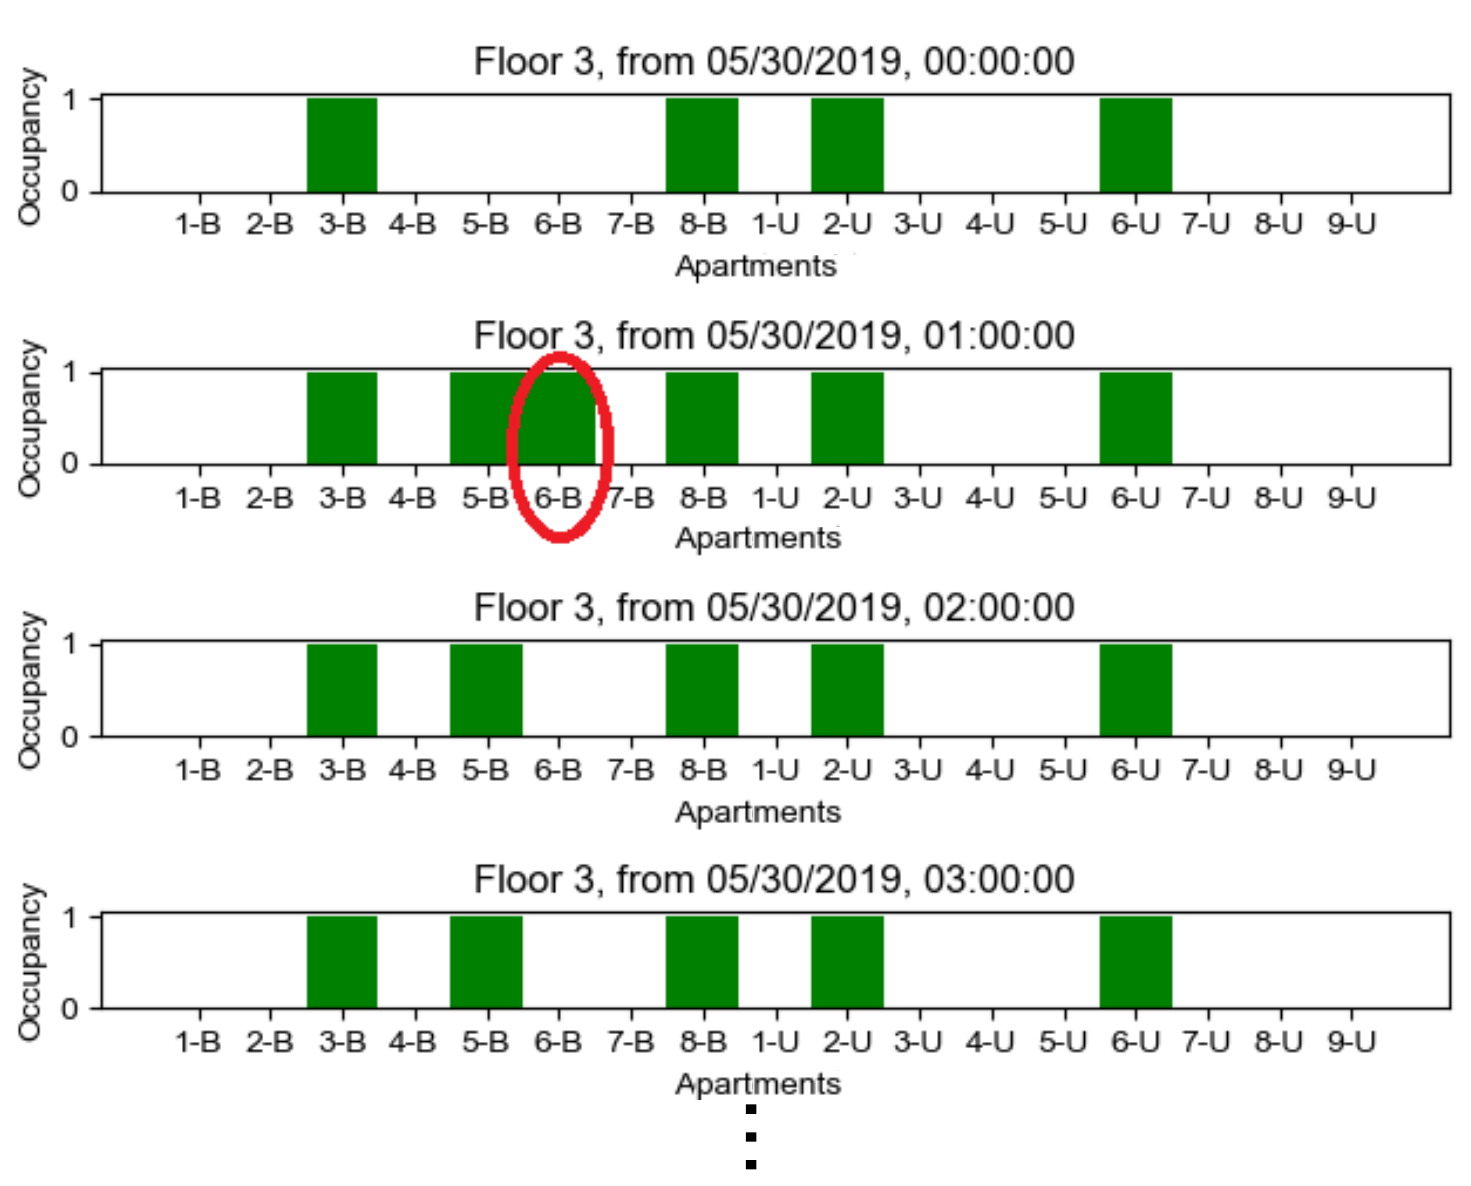 Floor 3, from 05/30/2019, 00:00:00
Occupancy
1
0
1-B 2-B 3-B 4-B 5-B 6-B 7-B 8-B 1-U 2-U 3-U 4-U 5-U 6-U 7-U 8-U 9-U
Apartments
Floor 3, from 05/30/2019, 01:00:00
Occupancy
1
0
1-B 2-B 3-B 4-B 5-B 6-B 7-B 8-B 1-U 2-U 3-U 4-U 5-U 6-U 7-U 8-U 9-U
Apartments
Floor 3, from 05/30/2019, 02:00:00
Occupancy
1
0
1-B 2-B 3-B 4-B 5-B 6-B 7-B 8-B 1-U 2-U 3-U 4-U 5-U 6-U 7-U 8-U 9-U
Apartments
Floor 3, from 05/30/2019, 03:00:00
Occupancy
1
0
1-B 2-B 3-B 4-B 5-B 6-B 7-B 8-B 1-U 2-U 3-U 4-U 5-U 6-U 7-U 8-U 9-U
Apartments